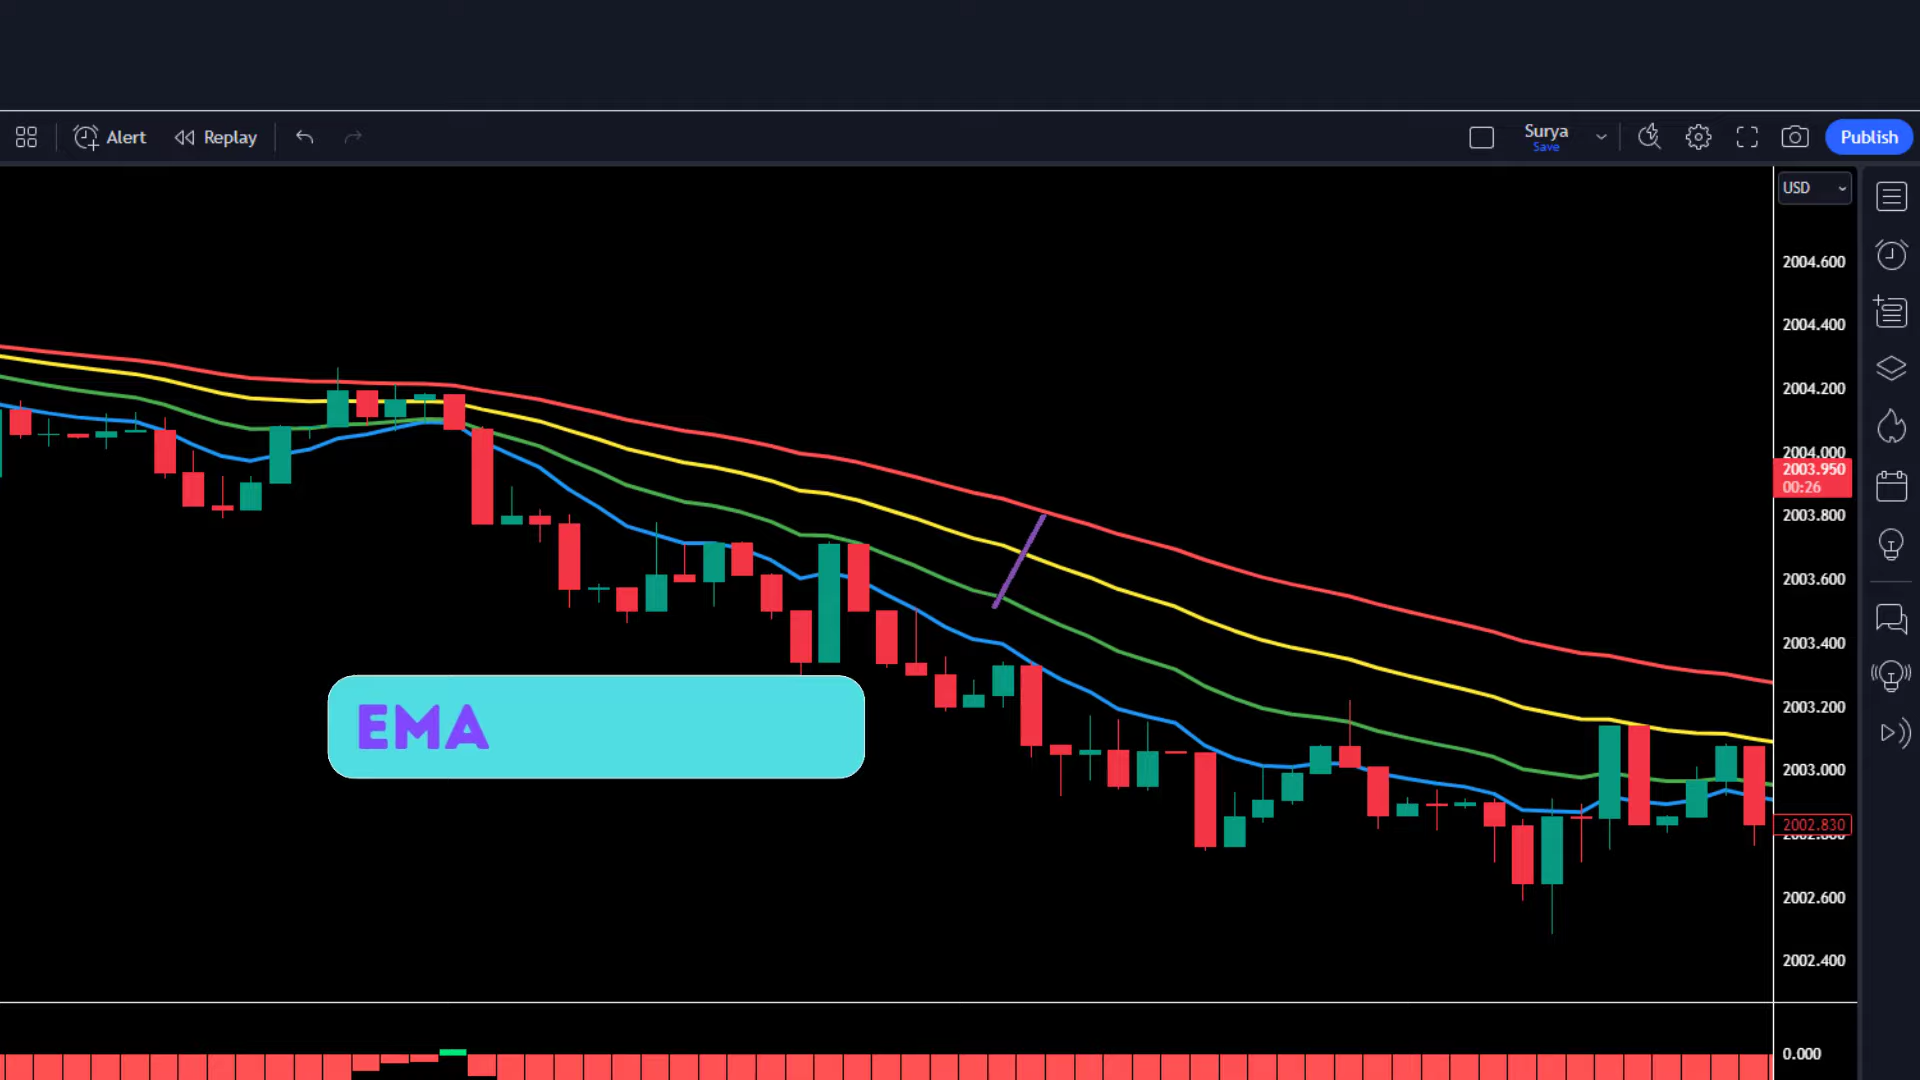 Alert
Replay
Surya
Save
Publish
USD
2004.600
2004.400
2004.200
2004.000
2003.950
00:26
2003.800
2003.600
2003.400
2003.200
EMA
2003.000
2002.830
2002.600
2002.400
0.000